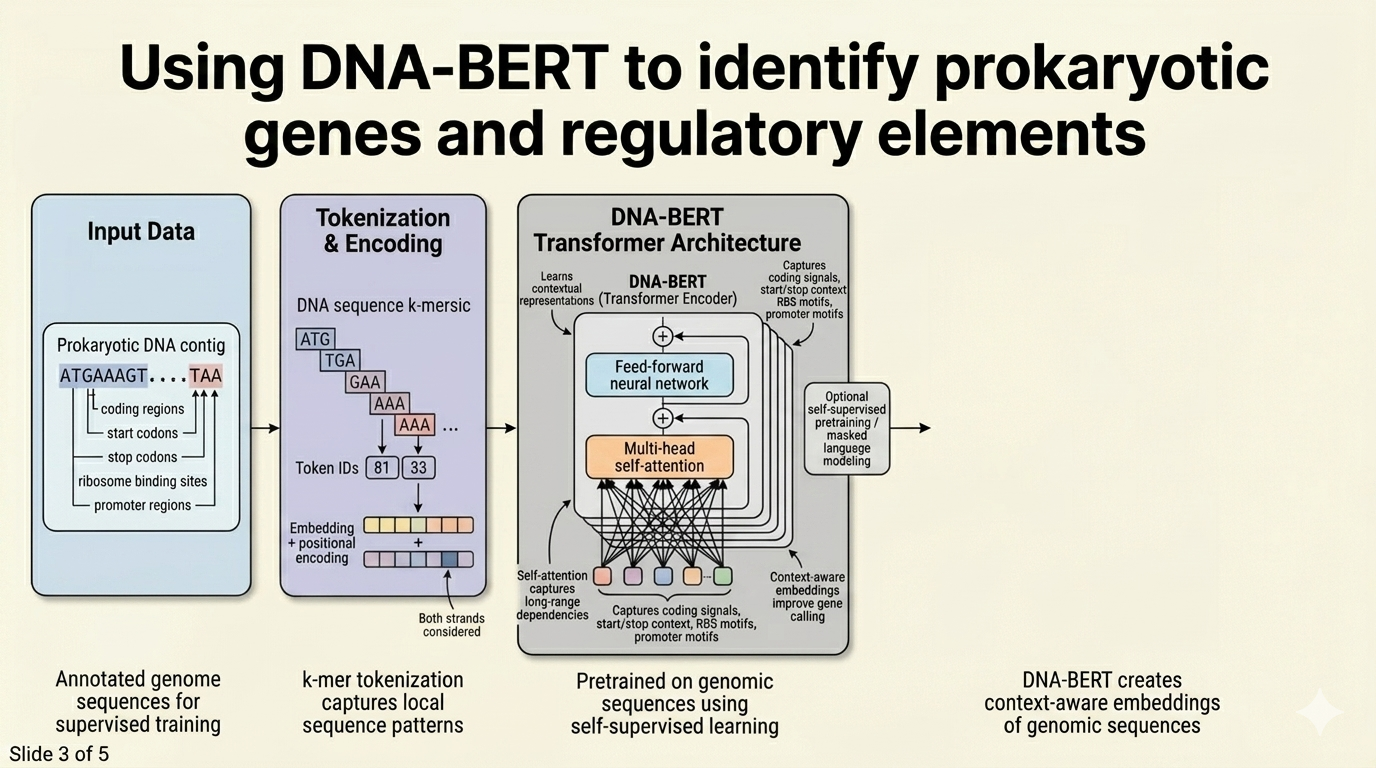 Using DNA-BERT to identify prokaryotic
genes and regulatory elements
Input Data
Prokaryotic DNA contig
ATGAAAGT....TAA
coding regions
start codons
stop codons
ribosome binding sites
promoter regions
Annotated genome
sequences for
supervised training
Tokenization
& Encoding
DNA sequence k-mersic
ATG
TGA
GAA
AAA
AAA ...
Token IDs 81 33
Embedding
+ positional
encoding
+
Both strands
considered
k-mer tokenization
captures local
sequence patterns
DNA-BERT
Transformer Architecture
Learns
contextual
representations
DNA-BERT
(Transformer Encoder)
Captures
coding signals,
start/stop context
RBS motifs,
promoter motifs
+
Feed-forward
neural network
+
Multi-head
self-attention
...
Self-attention
captures
long-range
dependencies
Captures coding signals,
start/stop context, RBS motifs,
promoter motifs
Context-aware
embeddings
improve gene
calling
Pretrained on genomic
sequences using
self-supervised learning
Optional
self-supervised
pretraining /
masked
languege
modeling
DNA-BERT creates
context-aware embeddings
of genomic sequences
Slide 3 of 5